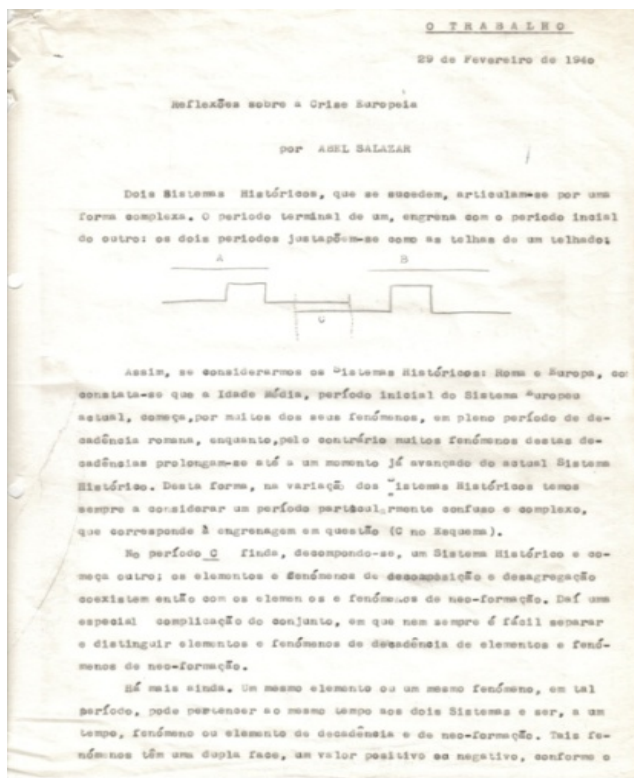 O TRABALHO
29 de Fevereiro de 1940
Reflexões sobre a Crise Europeia
por ABEL SALAZAR
Dois Sistemas Históricos, que se sucedem, articulam-se por uma
forma complexa. O periodo terminal de um, engrena com o periodo incial
do outro: os dois periodos justapõem-se como as telhas de um telhado:
A B
C
Assim, se considerarmos os Sistemas Históricos: Roma e Europa, con
constata-se que a Idade Média, período inicial do Sistema Europeu
actual, começa,por muitos dos seus fenómenos, em pleno período de de-
cadência romana, enquanto,pelo contrário muitos fenómenos destas de-
cadências prolongam-se até a um momento já avançado do actual Sistema
Histórico. Desta forma, na variação dos Sistemas Históricos temos
sempre a considerar um período particularmente confuso e complexo,
que corresponde à engrenagem em questão (C no Esquema).
No período C finda, decompondo-se, um Sistema Histórico e co-
meça outro; os elementos e fenómenos de decomposição e desagregação
coexistem então com os elemen os e fenómenos de neo-formação. Daí uma
especial complicação do conjunto, em que nem sempre é fácil separar
e distinguir elementos e fenómenos de decadência de elementos e fenó-
menos de neo-formação.
Há mais ainda. Um mesmo elemento ou um mesmo fenómeno, em tal
período, pode pertencer ao mesmo tempo aos dois Sistemas e ser, a um
tempo, fenómeno ou elemento de decadência e de neo-formação. Tais fe-
nómenos têm uma dupla face, um valor positivo ou negativo, conforme o